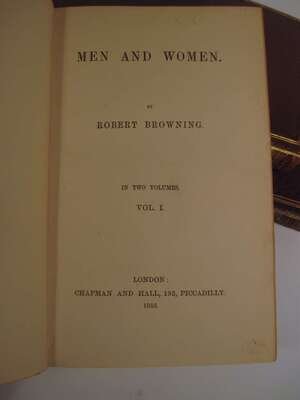 MEN AND WOMEN.
BY
ROBERT BROWNING.
IN TWO VOLUMES.
VOL. I.
LONDON:
CHAPMAN AND HALL, 193, PICCADILLY.
1855.